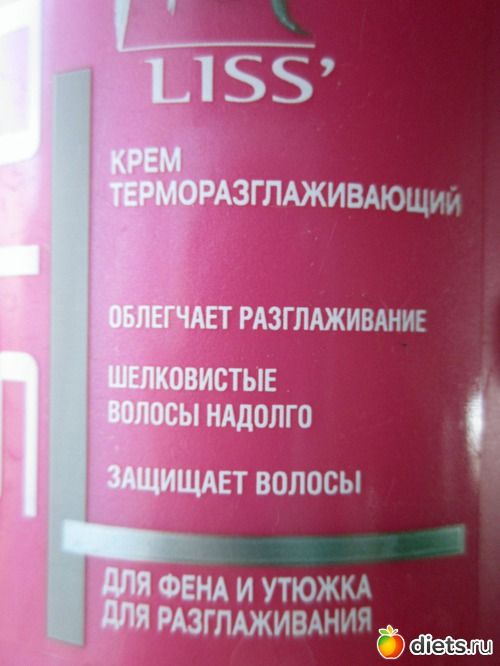 LISS’
КРЕМ
ТЕРМОРАЗГЛАЖИВАЮЩИЙ
ОБЛЕГЧАЕТ РАЗГЛАЖИВАНИЕ
ШЕЛКОВИСТЫЕ
ВОЛОСЫ НАДОЛГО
ЗАЩИЩАЕТ ВОЛОСЫ
ДЛЯ ФЕНА И УТЮЖКА
ДЛЯ РАЗГЛАЖИВАНИЯ
diets.ru